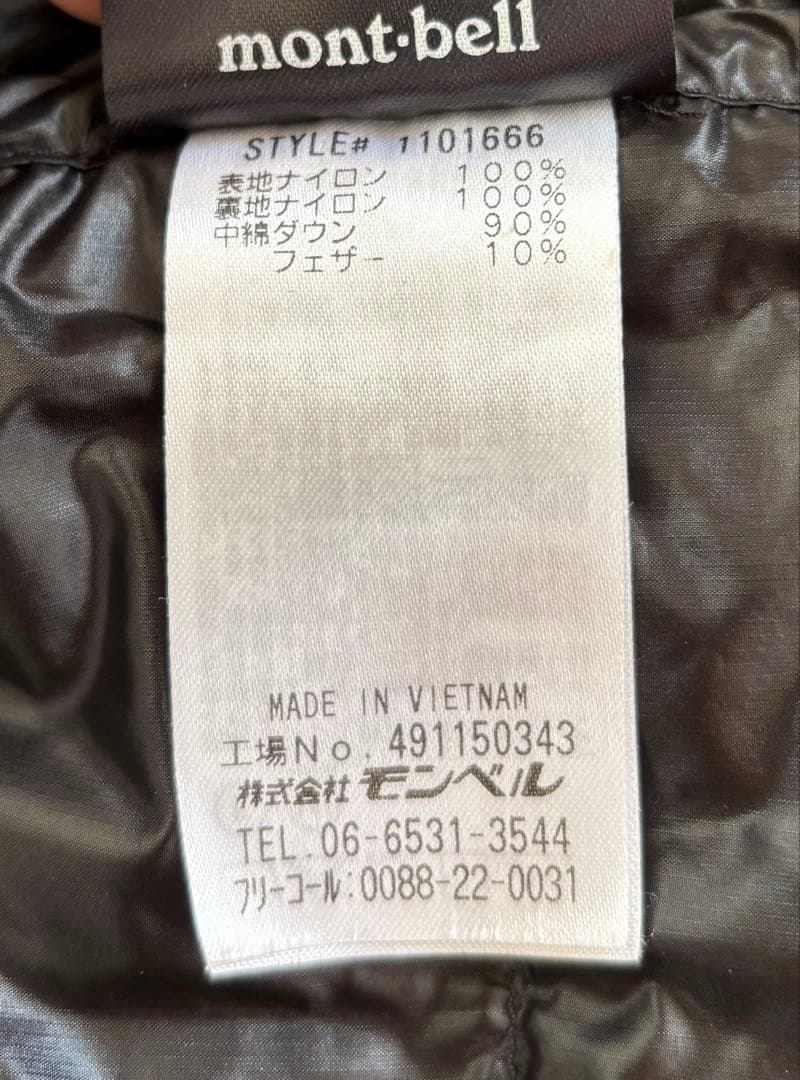 mont-bell
STYLE# 1101666
表地ナイロン 100%
裏地ナイロン 100%
中綿ダウン 90%
フェザー 10%
MADE IN VIETNAM
工場No. 491150343
株式会社モンベル
TEL.06-6531-3544
フリーコール:0088-22-0031